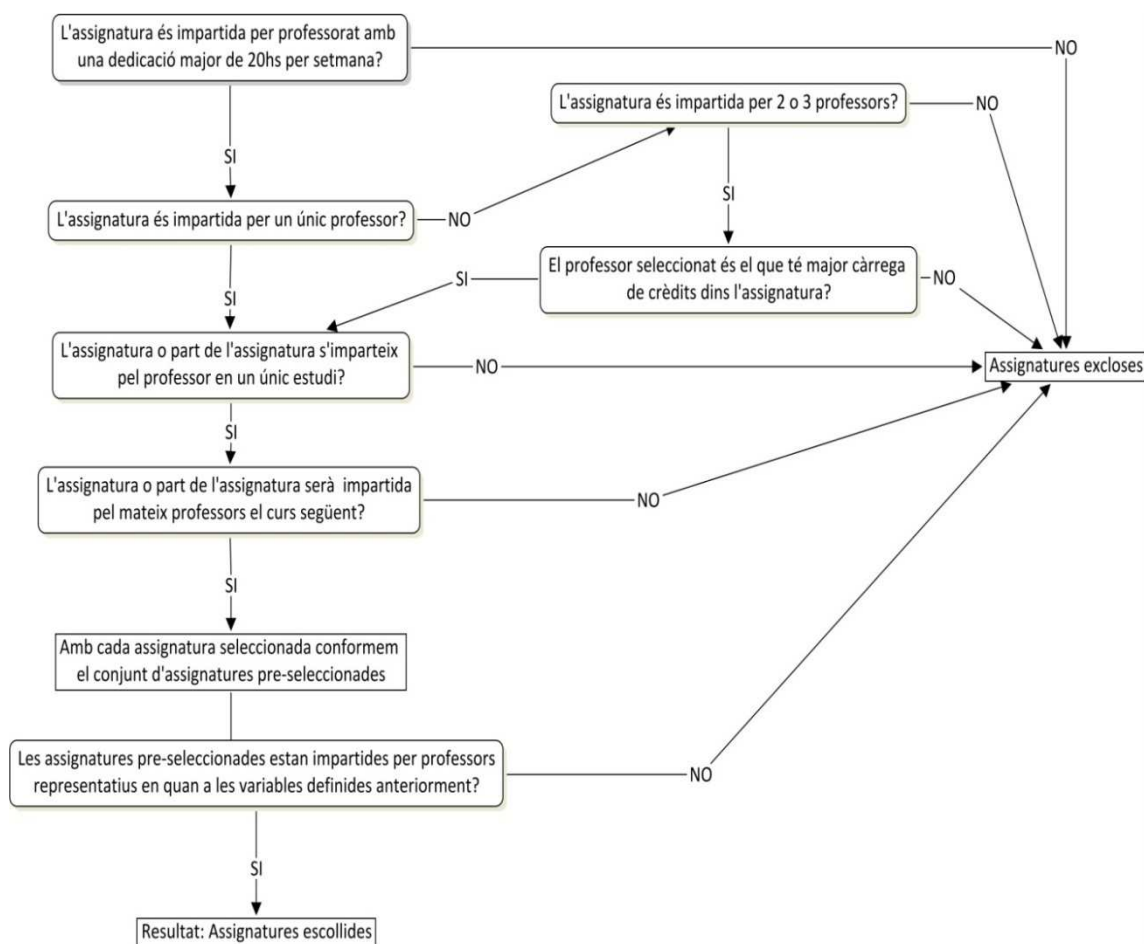 L'assignatura és impartida per professorat amb
una dedicació major de 20hs per setmana?
NO
L'assignatura és impartida per 2 o 3 professors?
NO
SI
SI
L'assignatura és impartida per un únic professor?
NO
El professor seleccionat és el que té major càrrega
de crèdits dins l'assignatura?
SI
NO
SI
L'assignatura o part de l'assignatura s'imparteix
pel professor en un únic estudi?
NO
Assignatures excloses
SI
L'assignatura o part de l'assignatura serà impartida
pel mateix professors el curs següent?
NO
SI
Amb cada assignatura seleccionada conformem
el conjunt d'assignatures pre-seleccionades
Les assignatures pre-seleccionades estan impartides per professors
representatius en quan a les variables definides anteriorment?
NO
SI
Resultat: Assignatures escollides